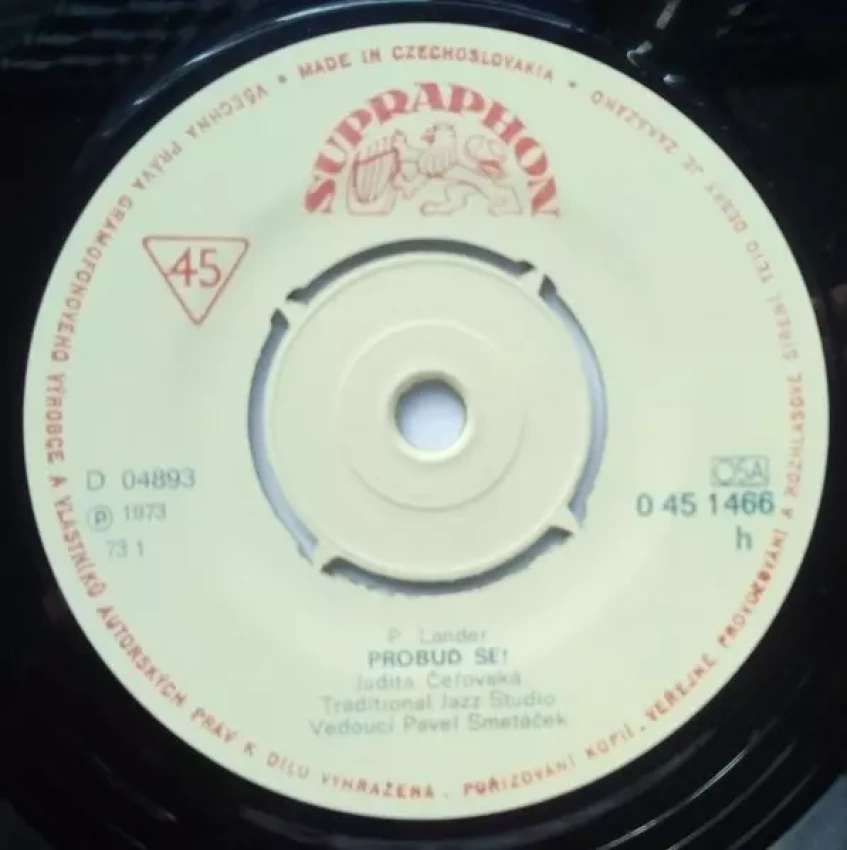 VŠECHNA PRÁVA GRAMOFONOVÉHO VÝROBCE A VLASTNÍKŮ AUTORSKÝCH PRÁV K DÍLU VYHRAŽENA. POŘIZOVÁNÍ KOPIÍ, VEŘEJNÉ PROVOZOVÁNÍ A ROZHLASOVÉ ŠÍŘENÍ TÉTO DESKY JE ZAKÁZÁNO
• MADE IN CZECHOSLOVAKIA •
SUPRAPHON
45
D 04893
Ⓟ 1973
73 1
OSA
0 45 1466
h
P. Lander
PROBUĎ SE!
Judita Čeřovská
Traditional Jazz Studio
Vedoucí Pavel Smetáček